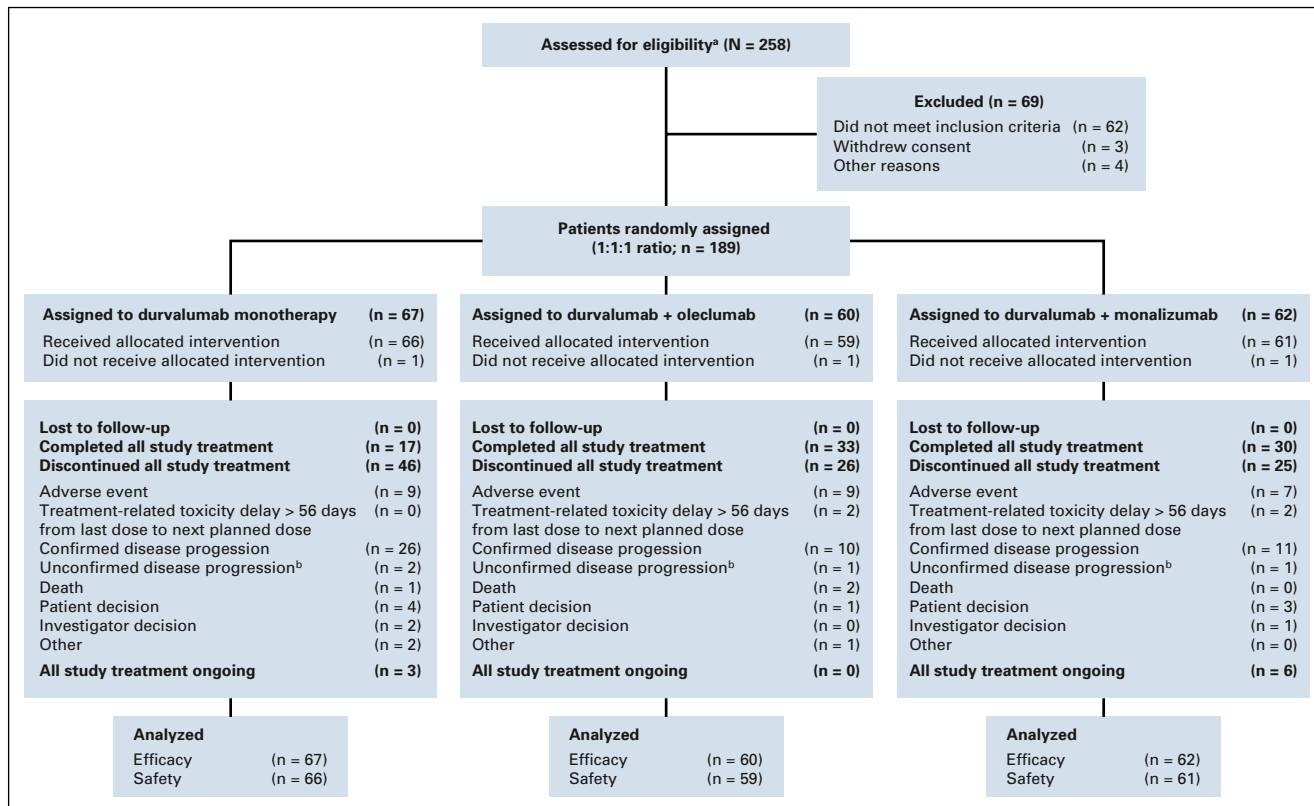 Assessed for eligibilityᵃ (N = 258)
Excluded (n = 69)
Did not meet inclusion criteria (n = 62)
Withdrew consent (n = 3)
Other reasons (n = 4)
Patients randomly assigned
(1:1:1 ratio; n = 189)
Assigned to durvalumab monotherapy (n = 67)
Received allocated intervention (n = 66)
Did not receive allocated intervention (n = 1)
Assigned to durvalumab + oleclumab (n = 60)
Received allocated intervention (n = 59)
Did not receive allocated intervention (n = 1)
Assigned to durvalumab + monalizumab (n = 62)
Received allocated intervention (n = 61)
Did not receive allocated intervention (n = 1)
Lost to follow-up (n = 0)
Completed all study treatment (n = 17)
Discontinued all study treatment (n = 46)
Adverse event (n = 9)
Treatment-related toxicity delay > 56 days (n = 0)
from last dose to next planned dose
Confirmed disease progession (n = 26)
Unconfirmed disease progressionᵇ (n = 2)
Death (n = 1)
Patient decision (n = 4)
Investigator decision (n = 2)
Other (n = 2)
All study treatment ongoing (n = 3)
Lost to follow-up (n = 0)
Completed all study treatment (n = 33)
Discontinued all study treatment (n = 26)
Adverse event (n = 9)
Treatment-related toxicity delay > 56 days (n = 2)
from last dose to next planned dose
Confirmed disease progession (n = 10)
Unconfirmed disease progressionᵇ (n = 1)
Death (n = 2)
Patient decision (n = 1)
Investigator decision (n = 0)
Other (n = 1)
All study treatment ongoing (n = 0)
Lost to follow-up (n = 0)
Completed all study treatment (n = 30)
Discontinued all study treatment (n = 25)
Adverse event (n = 7)
Treatment-related toxicity delay > 56 days (n = 2)
from last dose to next planned dose
Confirmed disease progession (n = 11)
Unconfirmed disease progressionᵇ (n = 1)
Death (n = 0)
Patient decision (n = 3)
Investigator decision (n = 1)
Other (n = 0)
All study treatment ongoing (n = 6)
Analyzed
Efficacy (n = 67)
Safety (n = 66)
Analyzed
Efficacy (n = 60)
Safety (n = 59)
Analyzed
Efficacy (n = 62)
Safety (n = 61)